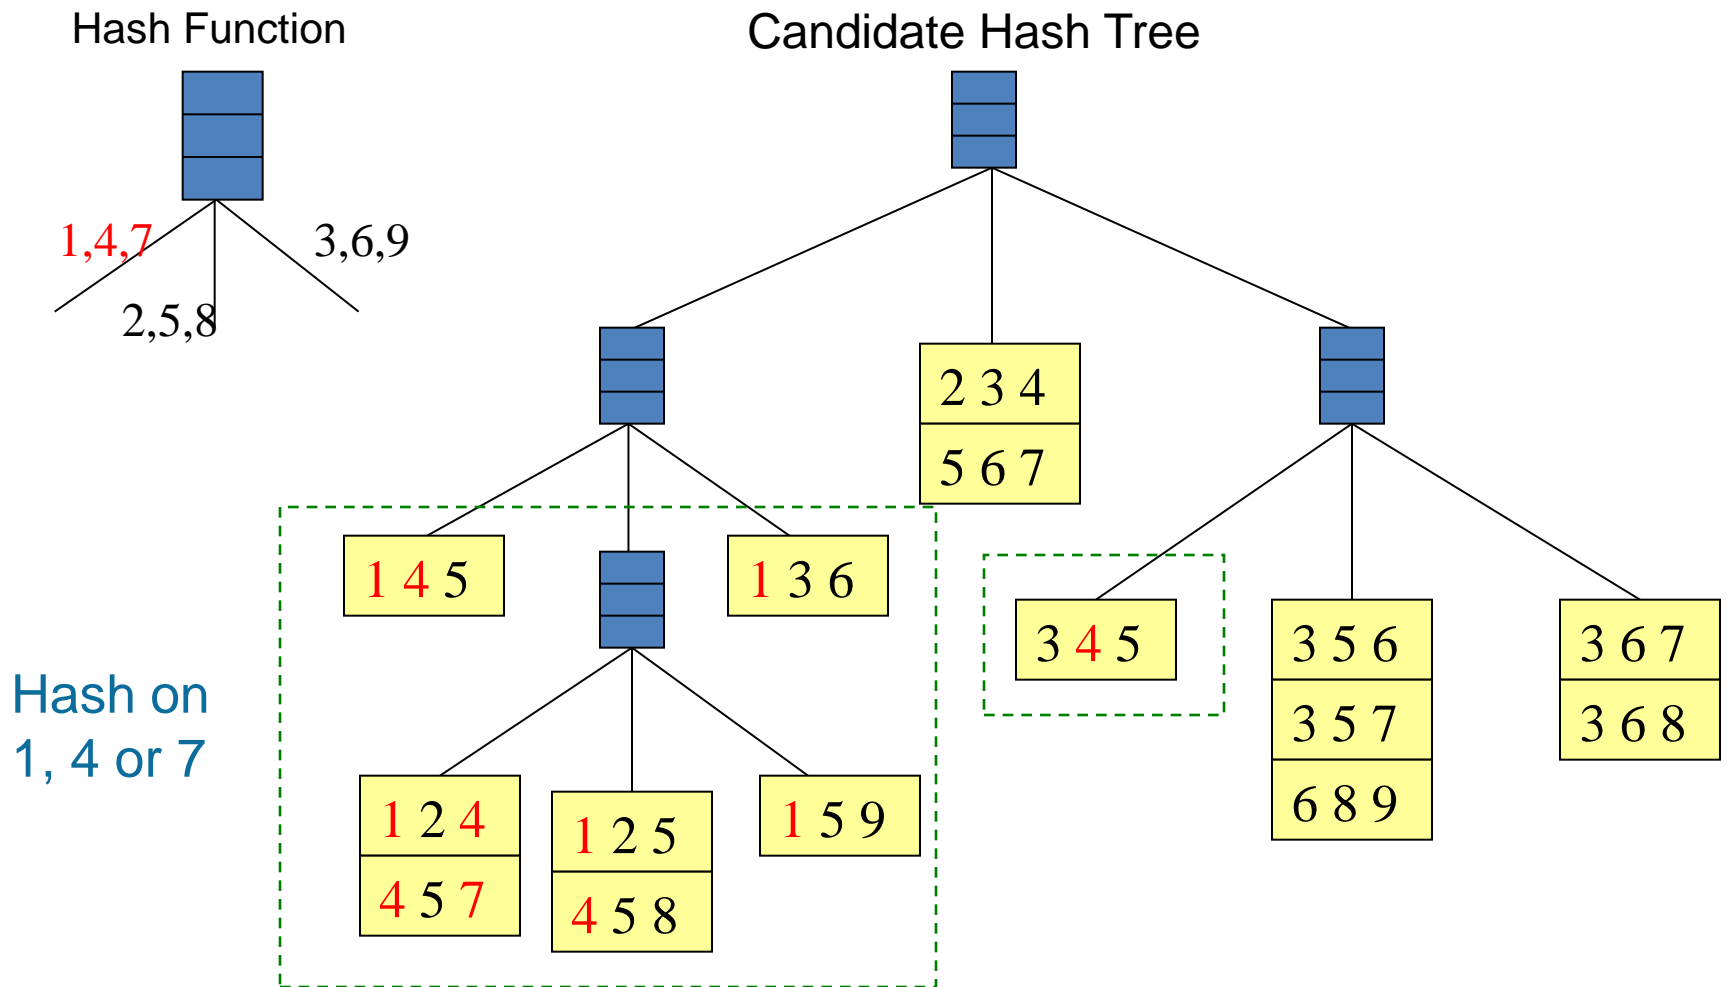 Hash Function
Candidate Hash Tree
1,4,7
3,6,9
2,5,8
2 3 4
5 6 7
1 4 5
1 3 6
3 4 5
3 5 6
3 6 7
3 5 7
3 6 8
6 8 9
Hash on
1, 4 or 7
1 2 4
1 2 5
1 5 9
4 5 7
4 5 8